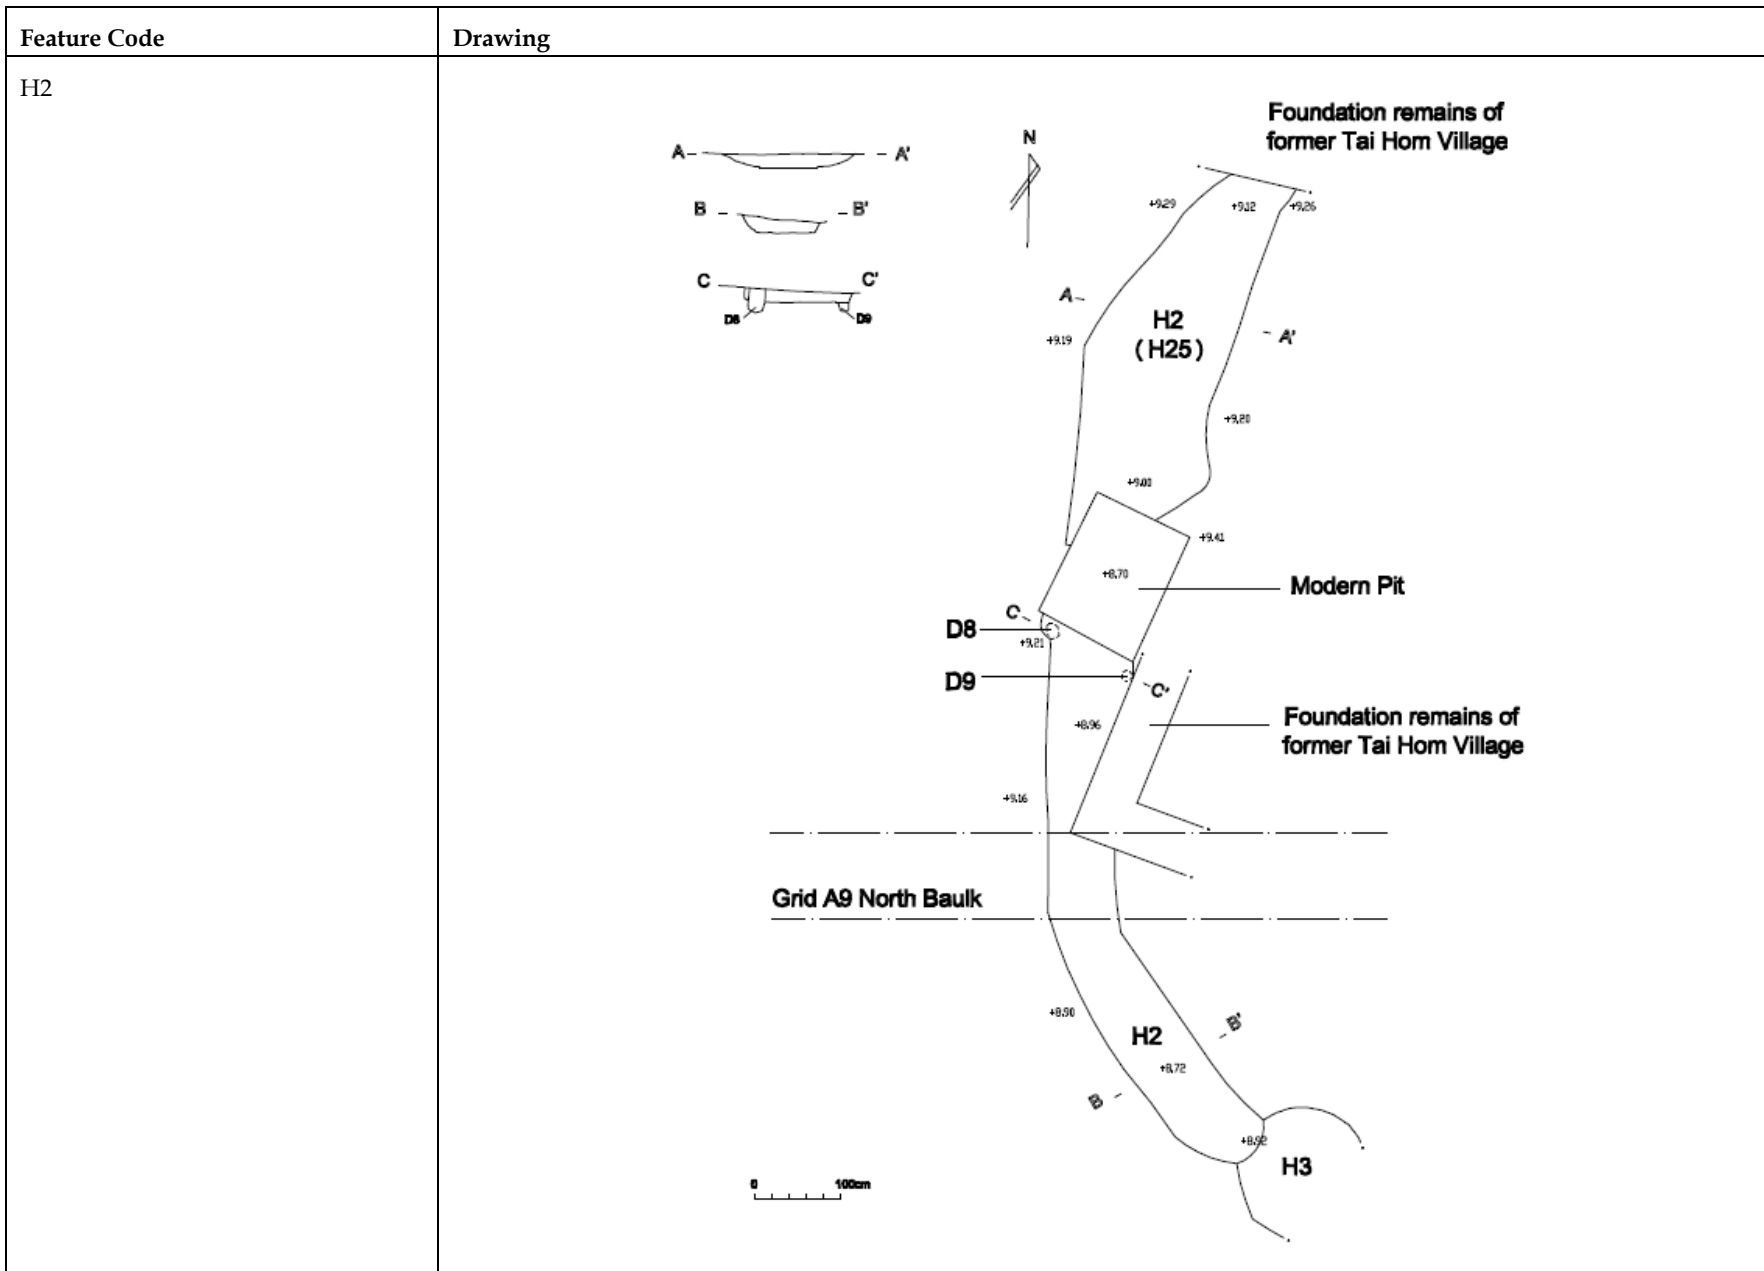 Feature Code
Drawing
H2
Foundation remains of
former Tai Hom Village
N
A
A'
B
B'
C
C'
D8
D9
+9.29
+9.12
+9.26
A
+9.19
H2
(H25)
A'
+9.20
+9.00
+9.41
+8.70
Modern Pit
C
D8
+9.21
D9
C'
+8.96
Foundation remains of
former Tai Hom Village
+9.16
Grid A9 North Baulk
+8.90
H2
B'
+8.72
B
+8.92
H3
0
100cm